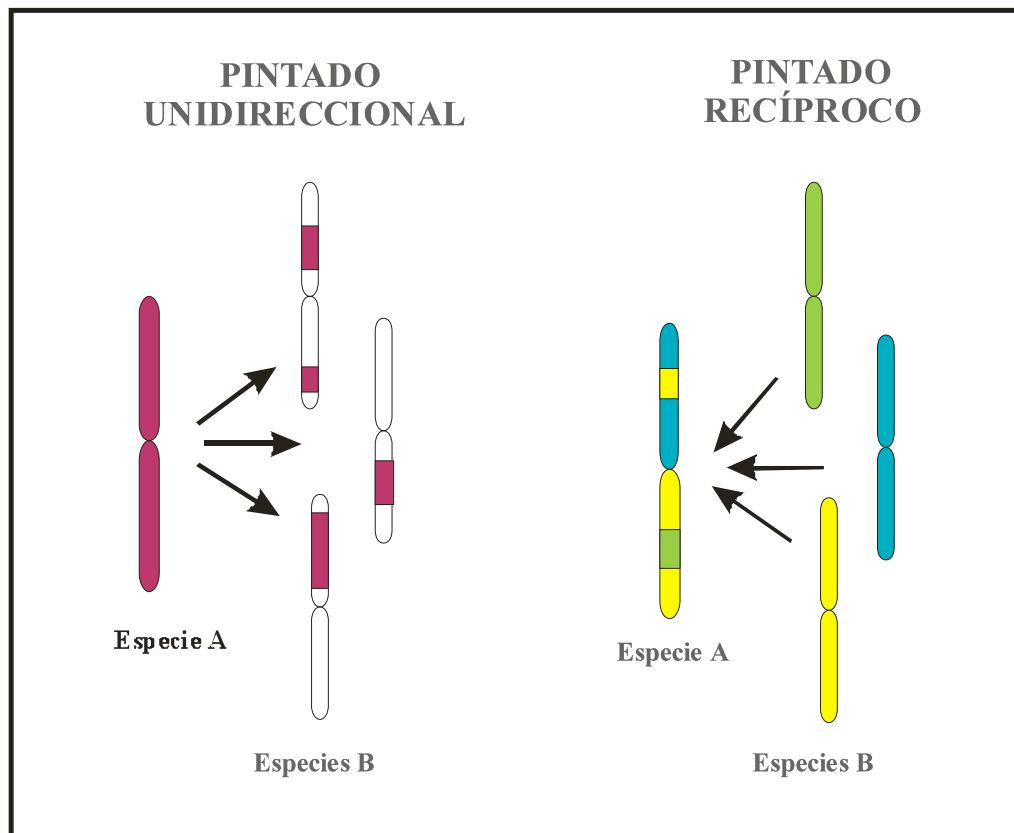 PINTADO
UNIDIRECCIONAL
PINTADO
RECÍPROCO
Especie A
Especies B
Especie A
Especies B